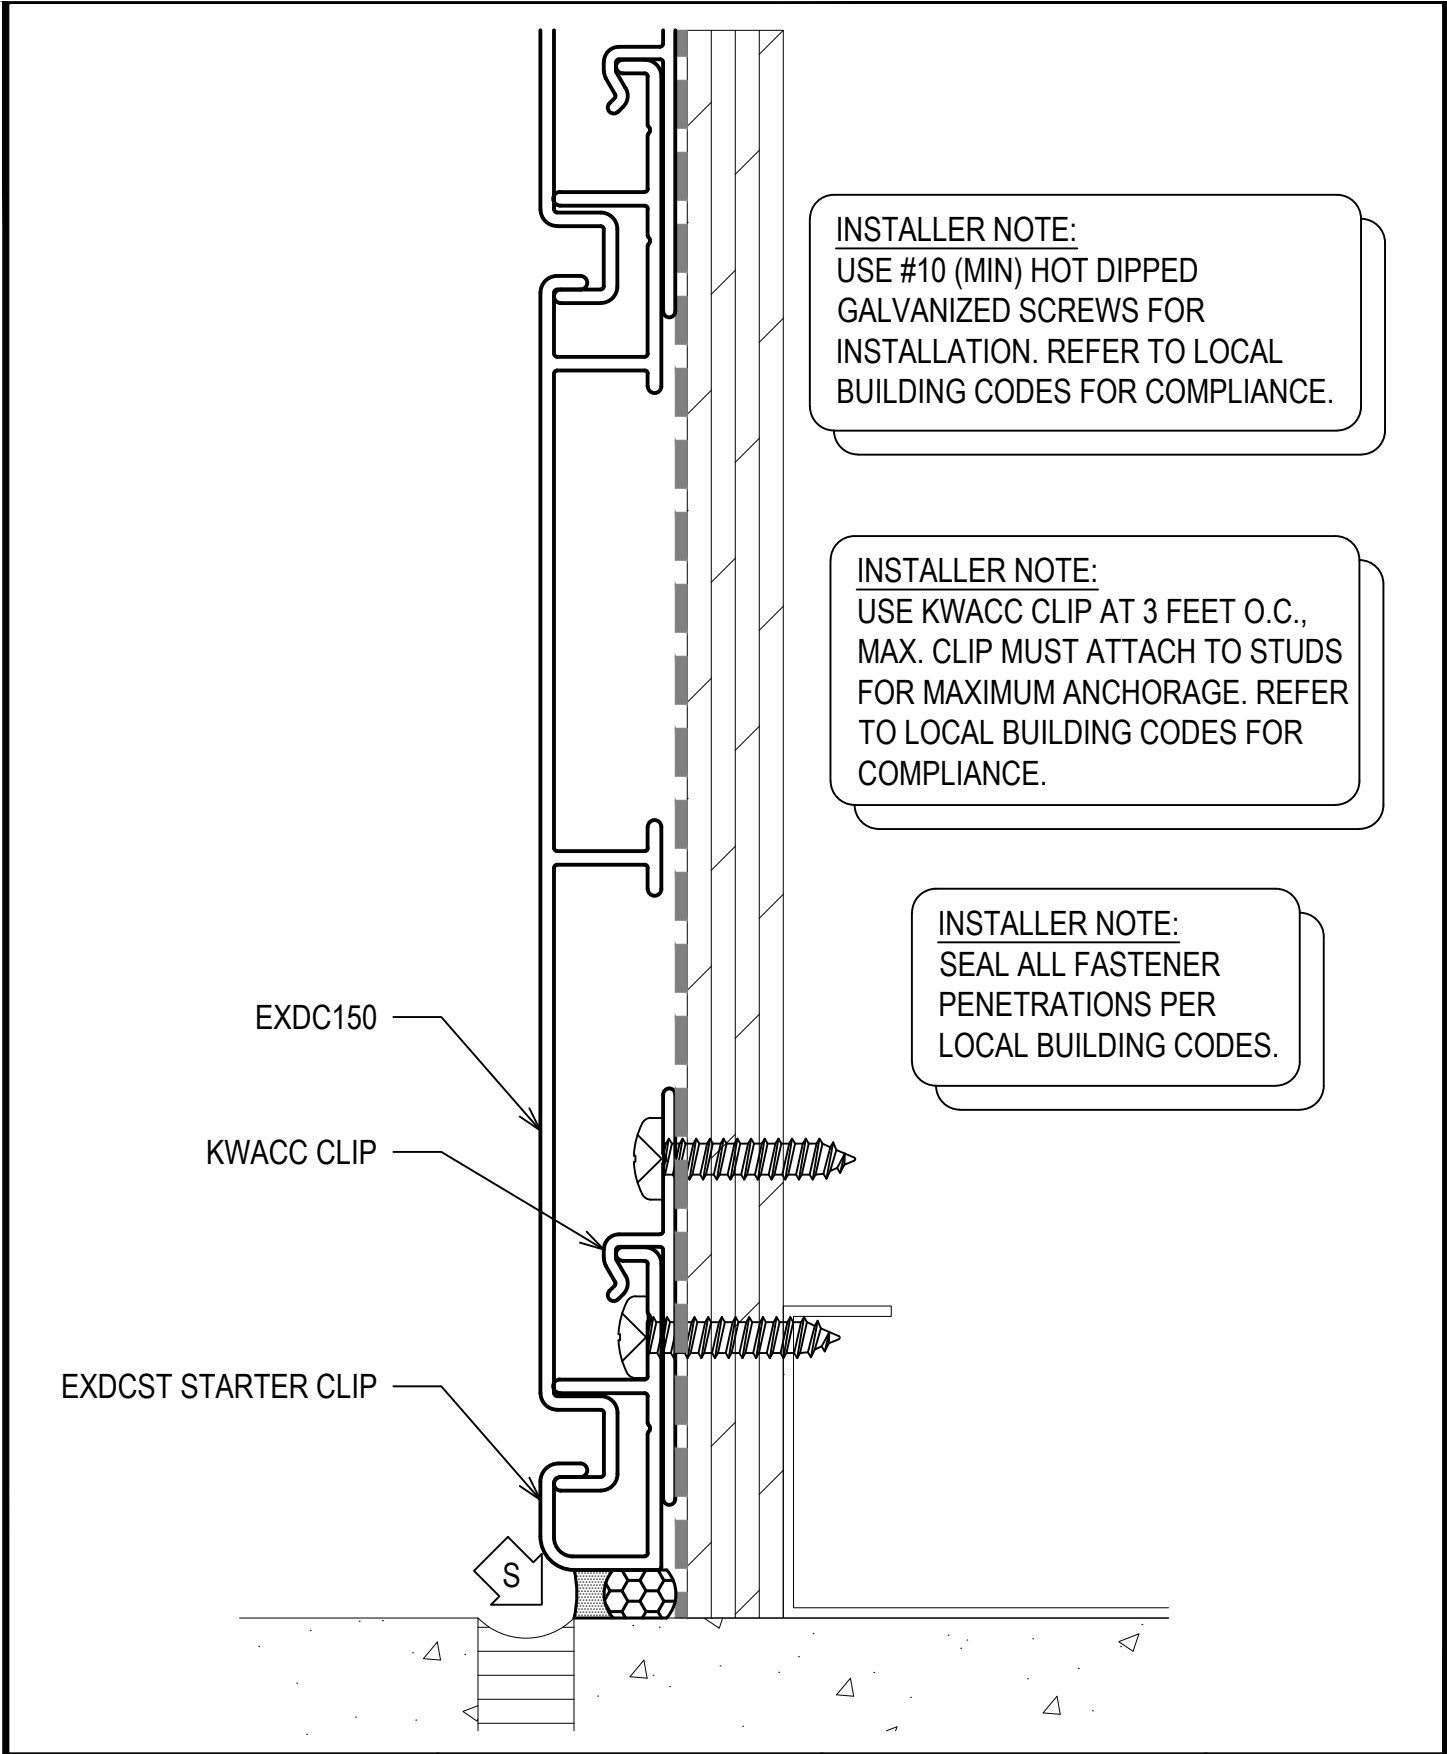 INSTALLER NOTE:
USE #10 (MIN) HOT DIPPED
GALVANIZED SCREWS FOR
INSTALLATION. REFER TO LOCAL
BUILDING CODES FOR COMPLIANCE.
INSTALLER NOTE:
USE KWACC CLIP AT 3 FEET O.C.,
MAX. CLIP MUST ATTACH TO STUDS
FOR MAXIMUM ANCHORAGE. REFER
TO LOCAL BUILDING CODES FOR
COMPLIANCE.
INSTALLER NOTE:
SEAL ALL FASTENER
PENETRATIONS PER
LOCAL BUILDING CODES.
EXDC150
KWACC CLIP
EXDCST STARTER CLIP
S